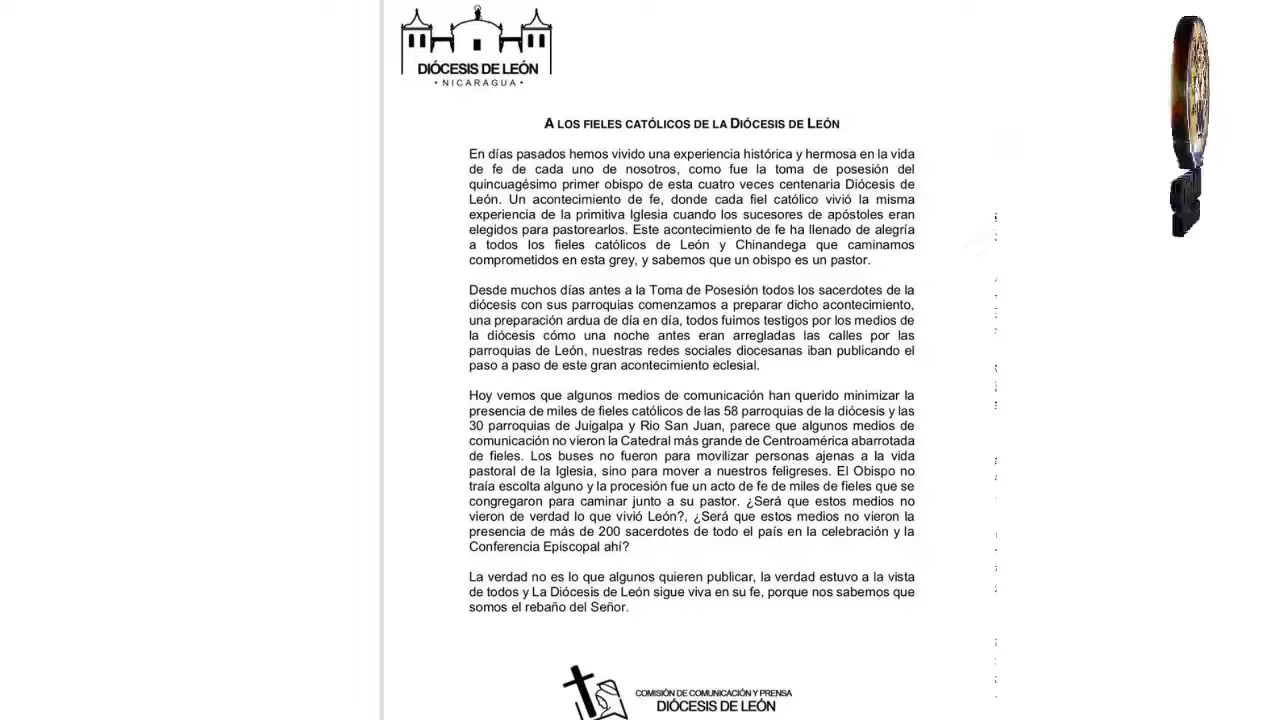 DIÓCESIS DE LEÓN
• NICARAGUA •
A LOS FIELES CATÓLICOS DE LA DIÓCESIS DE LEÓN
En días pasados hemos vivido una experiencia histórica y hermosa en la vida
de fe de cada uno de nosotros, como fue la toma de posesión del
quincuagésimo primer obispo de esta cuatro veces centenaria Diócesis de
León. Un acontecimiento de fe, donde cada fiel católico vivió la misma
experiencia de la primitiva Iglesia cuando los sucesores de apóstoles eran
elegidos para pastorearlos. Este acontecimiento de fe ha llenado de alegría
a todos los fieles católicos de León y Chinandega que caminamos
comprometidos en esta grey, y sabemos que un obispo es un pastor.
Desde muchos días antes a la Toma de Posesión todos los sacerdotes de la
diócesis con sus parroquias comenzamos a preparar dicho acontecimiento,
una preparación ardua de día en día, todos fuimos testigos por los medios de
la diócesis cómo una noche antes eran arregladas las calles por las
parroquias de León, nuestras redes sociales diocesanas iban publicando el
paso a paso de este gran acontecimiento eclesial.
Hoy vemos que algunos medios de comunicación han querido minimizar la
presencia de miles de fieles católicos de las 58 parroquias de la diócesis y las
30 parroquias de Juigalpa y Rio San Juan, parece que algunos medios de
comunicación no vieron la Catedral más grande de Centroamérica abarrotada
de fieles. Los buses no fueron para movilizar personas ajenas a la vida
pastoral de la Iglesia, sino para mover a nuestros feligreses. El Obispo no
traía escolta alguno y la procesión fue un acto de fe de miles de fieles que se
congregaron para caminar junto a su pastor. ¿Será que estos medios no
vieron de verdad lo que vivió León?, ¿Será que estos medios no vieron la
presencia de más de 200 sacerdotes de todo el país en la celebración y la
Conferencia Episcopal ahí?
La verdad no es lo que algunos quieren publicar, la verdad estuvo a la vista
de todos y La Diócesis de León sigue viva en su fe, porque nos sabemos que
somos el rebaño del Señor.
COMISIÓN DE COMUNICACIÓN Y PRENSA
DIÓCESIS DE LEÓN